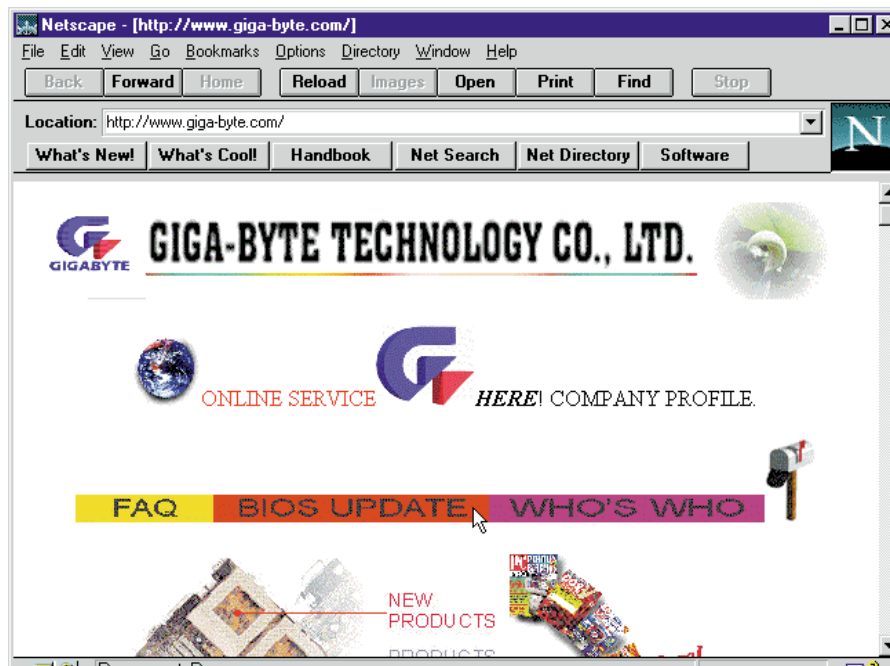 Netscape - [http://www.giga-byte.com/]
File Edit View Go Bookmarks Options Directory Window Help
Back Forward Home Reload Images Open Print Find Stop
Location: http://www.giga-byte.com/
N
What's New! What's Cool! Handbook Net Search Net Directory Software
GIGABYTE
GIGA-BYTE TECHNOLOGY CO., LTD.
ONLINE SERVICE HERE! COMPANY PROFILE.
FAQ BIOS UPDATE WHO'S WHO
NEW
PRODUCTS
PRODUCTS